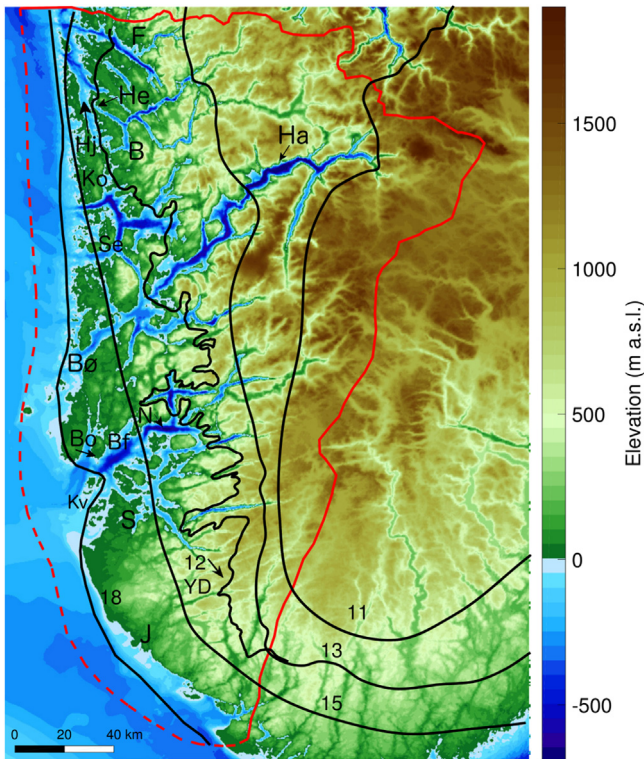 F
He
Hj
B
Ha
Ko
Se
Bø
N
Bo
Bf
Kv
S
12
YD
18
J
11
13
15
0
20
40 km
1500
1000
500
0
-500
Elevation (m a.s.l.)